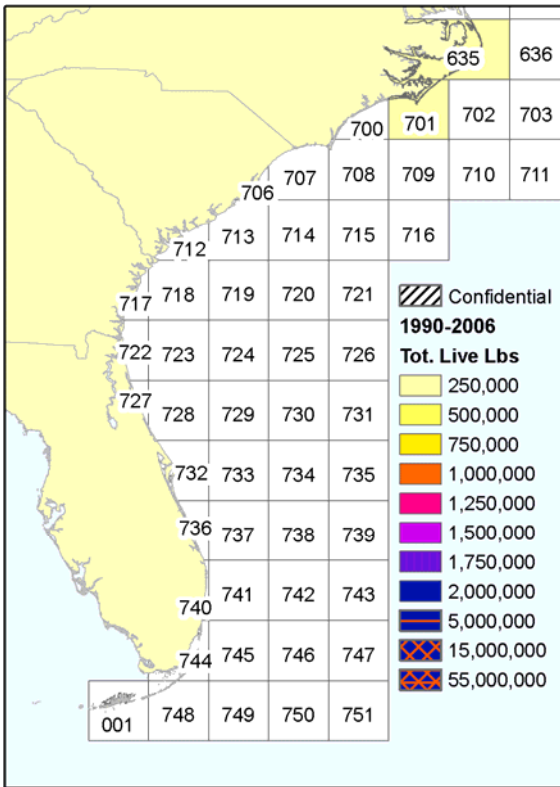 635 636
700 701 702 703
706 707 708 709 710 711
712 713 714 715 716
717 718 719 720 721
722 723 724 725 726
727 728 729 730 731
732 733 734 735
736 737 738 739
740 741 742 743
744 745 746 747
001 748 749 750 751
Confidential
1990-2006
Tot. Live Lbs
250,000
500,000
750,000
1,000,000
1,250,000
1,500,000
1,750,000
2,000,000
5,000,000
15,000,000
55,000,000